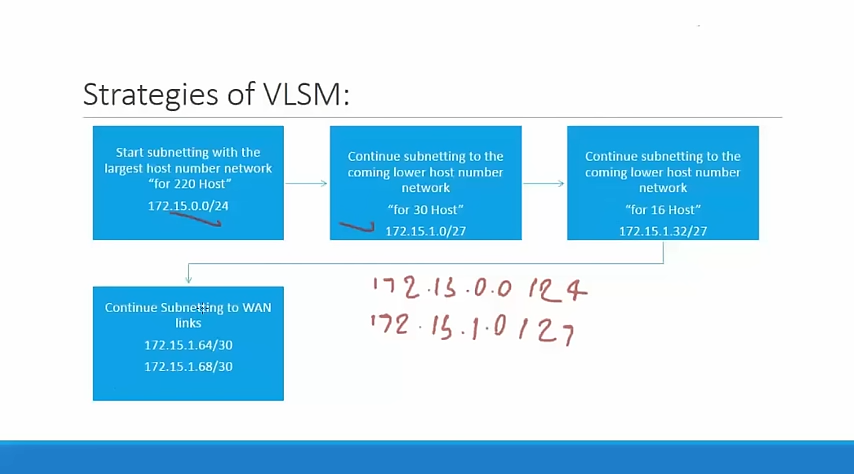 Strategies of VLSM:
Start subnetting with the
largest host number network
“for 220 Host”
172.15.0.0/24
Continue subnetting to the
coming lower host number
network
“for 30 Host”
172.15.1.0/27
Continue subnetting to the
coming lower host number
network
“for 16 Host”
172.15.1.32/27
Continue Subnetting to WAN
links
172.15.1.64/30
172.15.1.68/30
172.15.0.0/24
172.15.1.0/27